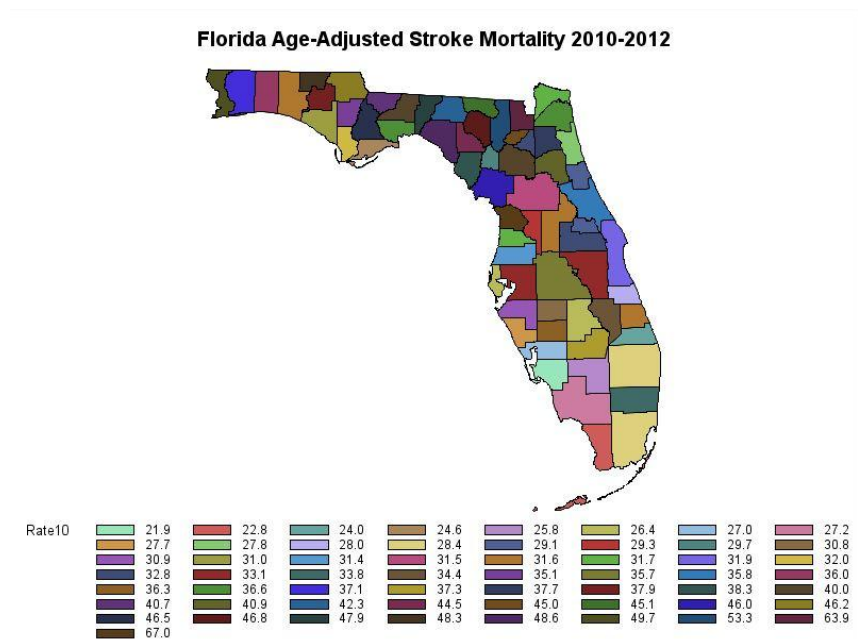 Florida Age-Adjusted Stroke Mortality 2010-2012
Rate10 21.9 22.8 24.0 24.6 25.8 26.4 27.0 27.2
27.7 27.8 28.0 28.4 29.1 29.3 29.7 30.8
30.9 31.0 31.4 31.5 31.6 31.7 31.9 32.0
32.8 33.1 33.8 34.4 35.1 35.7 35.8 36.0
36.3 36.6 37.1 37.3 37.7 37.9 38.3 40.0
40.7 40.9 42.3 44.5 45.0 45.1 46.0 46.2
46.5 46.8 47.9 48.3 48.6 49.7 53.3 63.9
67.0